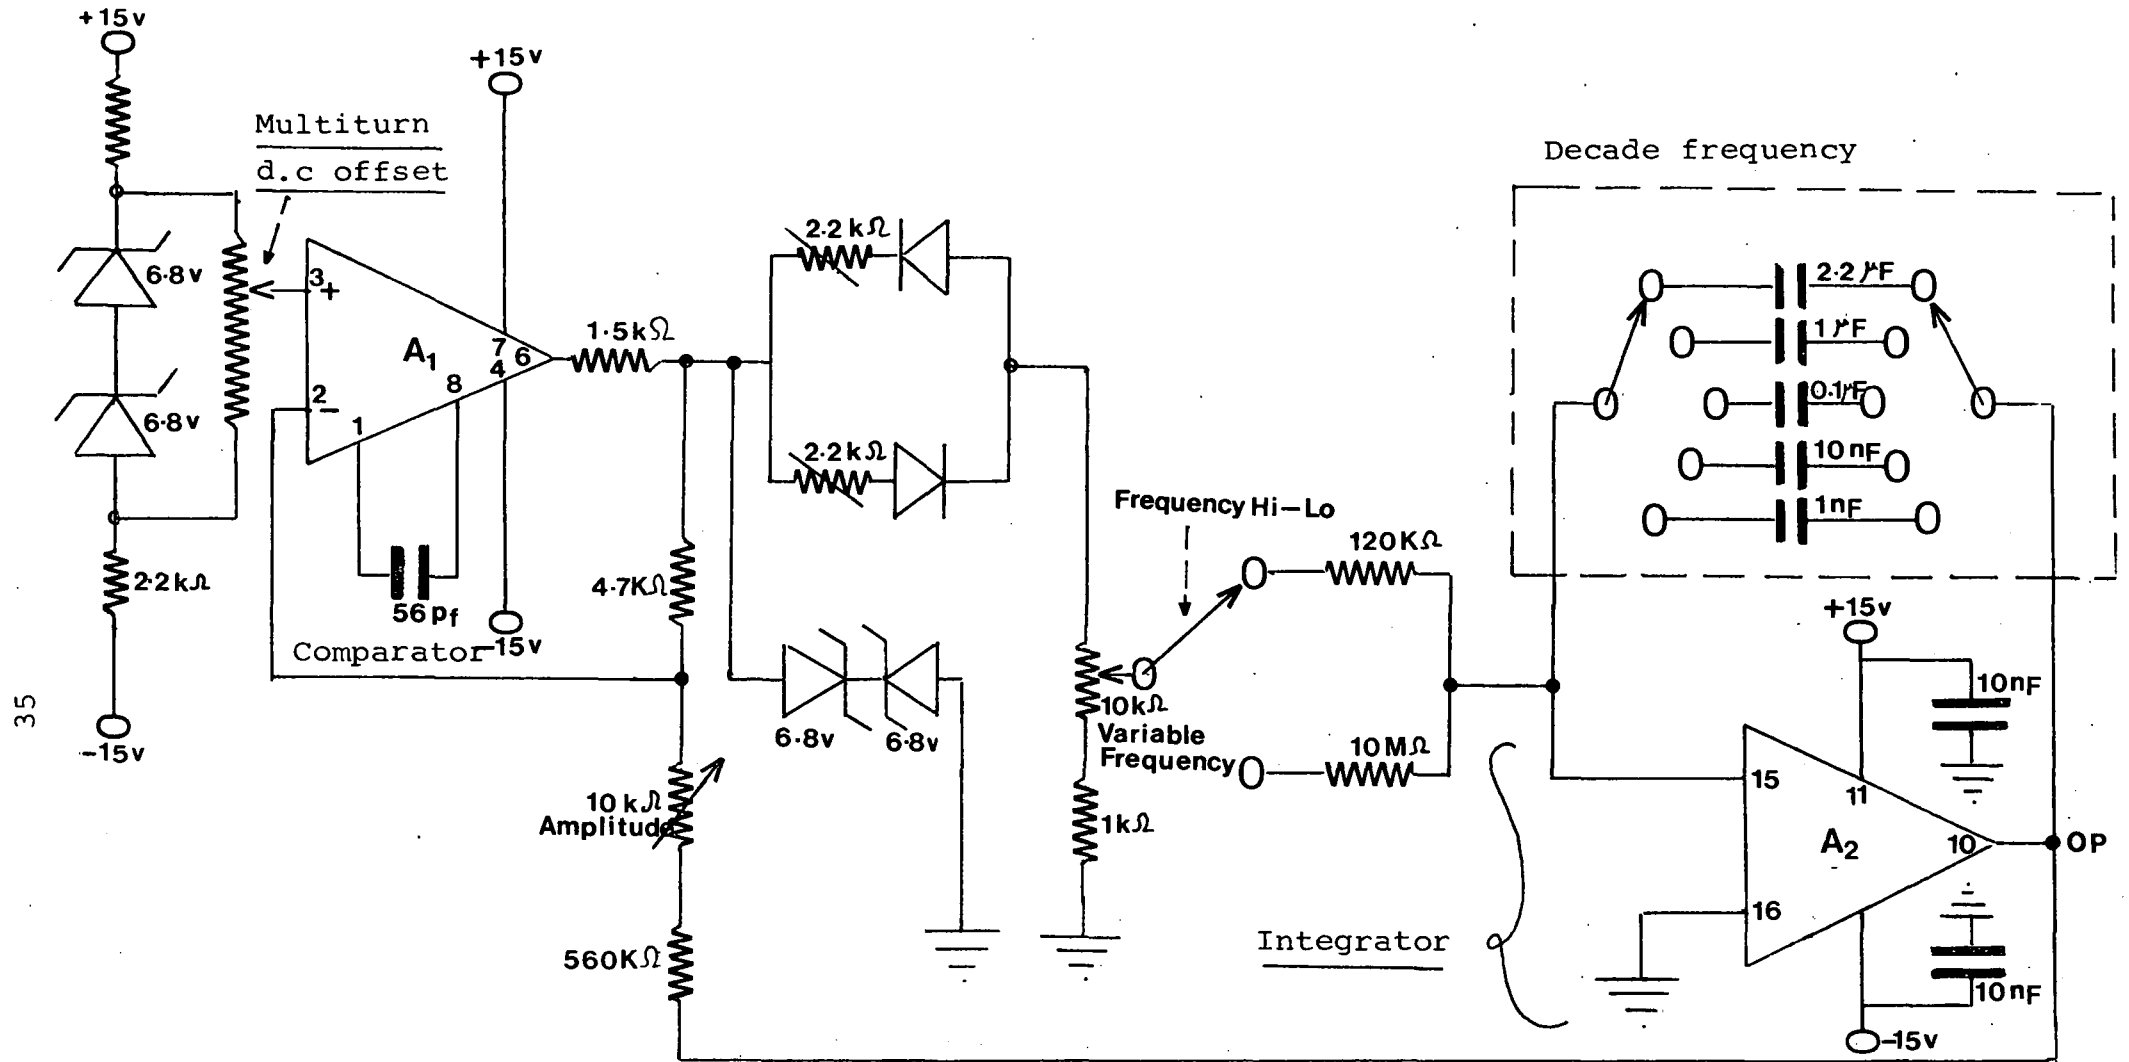 +15v
+15v
Multiturn
d.c offset
Decade frequency
6.8v
6.8v
2.2kΩ
-15v
3+
2-
A1
7
4
6
8
1
56pf
-15v
Comparator
1.5kΩ
2.2kΩ
2.2kΩ
4.7KΩ
6.8v
6.8v
10kΩ
Amplitude
560KΩ
10kΩ
Variable
Frequency
1kΩ
Frequency Hi-Lo
120KΩ
10MΩ
Integrator
2.2µF
1µF
0.1µF
10nF
1nF
+15v
10nF
15
11
A2
10
OP
16
10nF
-15v
35